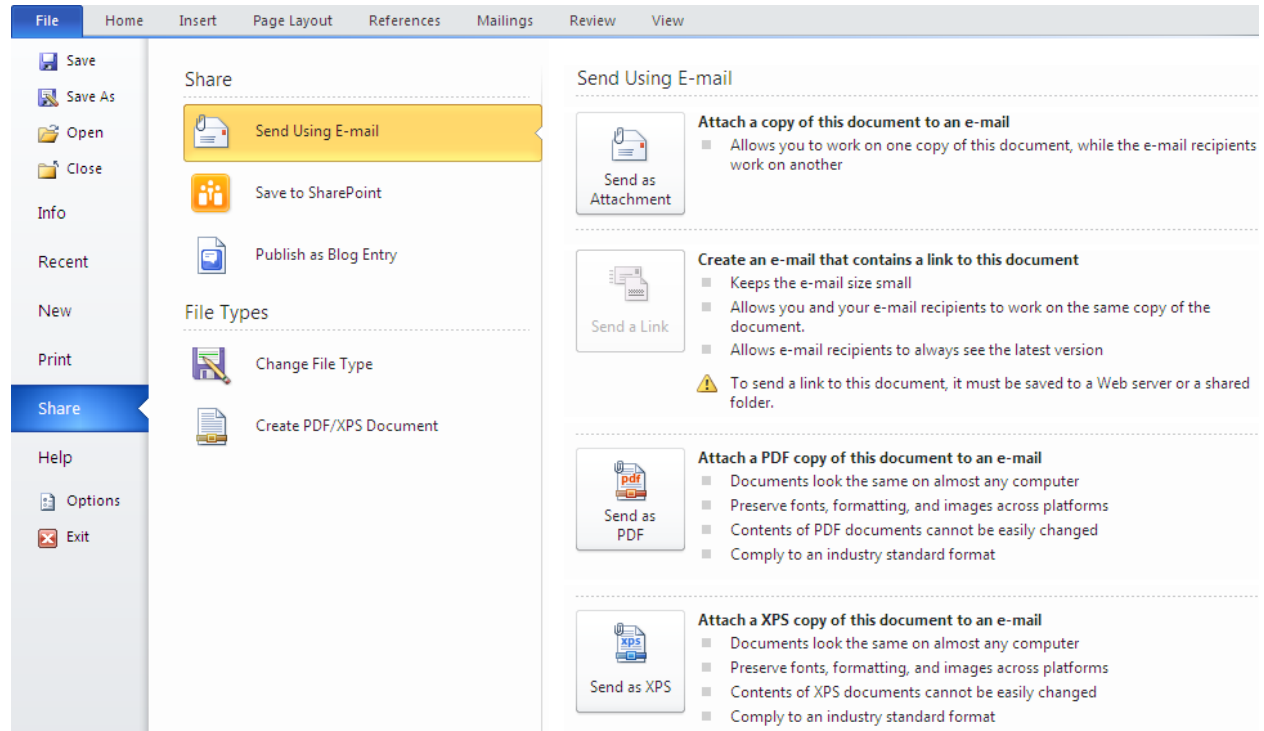 File Home Insert Page Layout References Mailings Review View
Save
Save As
Open
Close
Info
Recent
New
Print
Share
Help
Options
Exit
Share
Send Using E-mail
Save to SharePoint
Publish as Blog Entry
File Types
Change File Type
Create PDF/XPS Document
Send Using E-mail
Send as
Attachment
Attach a copy of this document to an e-mail
Allows you to work on one copy of this document, while the e-mail recipients
work on another
Send a Link
Create an e-mail that contains a link to this document
Keeps the e-mail size small
Allows you and your e-mail recipients to work on the same copy of the
document.
Allows e-mail recipients to always see the latest version
To send a link to this document, it must be saved to a Web server or a shared
folder.
pdf
Send as
PDF
Attach a PDF copy of this document to an e-mail
Documents look the same on almost any computer
Preserve fonts, formatting, and images across platforms
Contents of PDF documents cannot be easily changed
Comply to an industry standard format
xps
Send as XPS
Attach a XPS copy of this document to an e-mail
Documents look the same on almost any computer
Preserve fonts, formatting, and images across platforms
Contents of XPS documents cannot be easily changed
Comply to an industry standard format